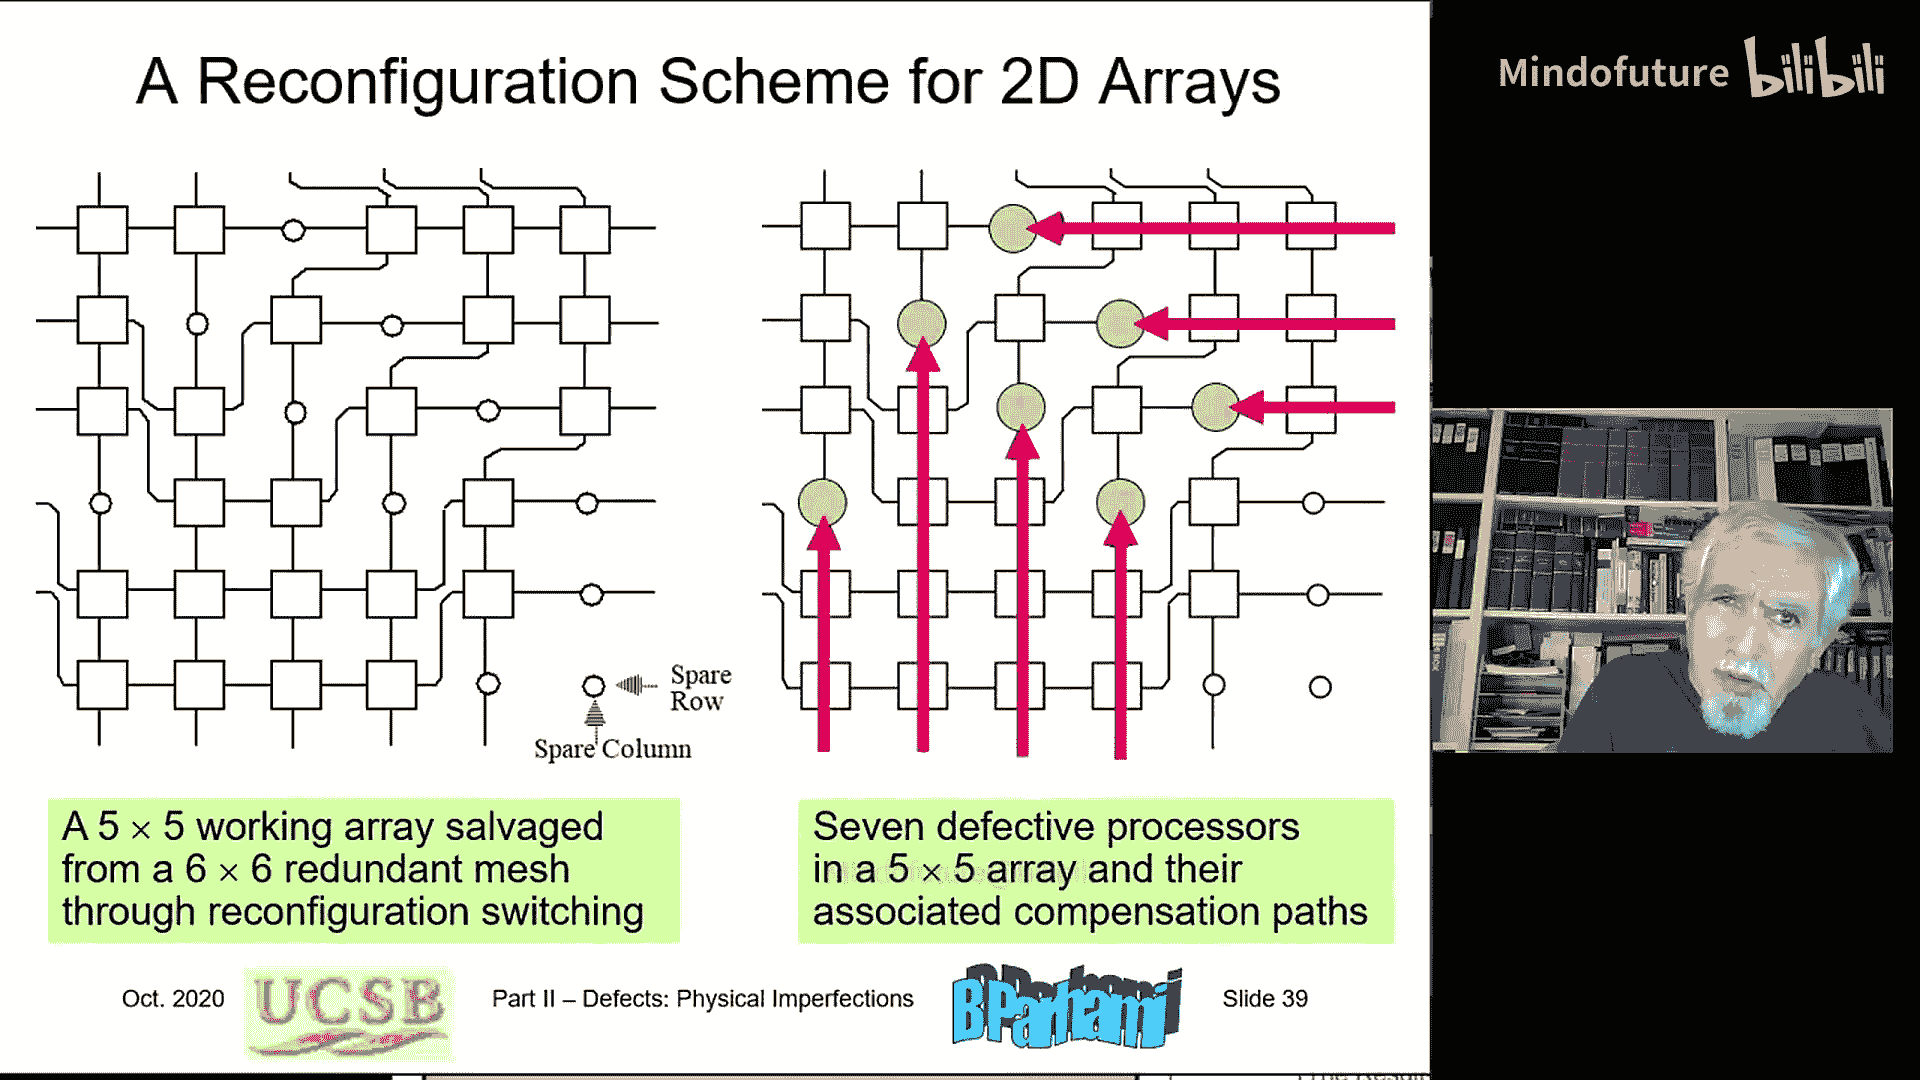 A Reconfiguration Scheme for 2D Arrays
Mindofuture bilibili
Spare
Row
Spare Column
A 5 × 5 working array salvaged
from a 6 × 6 redundant mesh
through reconfiguration switching
Seven defective processors
in a 5 × 5 array and their
associated compensation paths
Oct. 2020
UCSB
Part II – Defects: Physical Imperfections
B Parhami
Slide 39